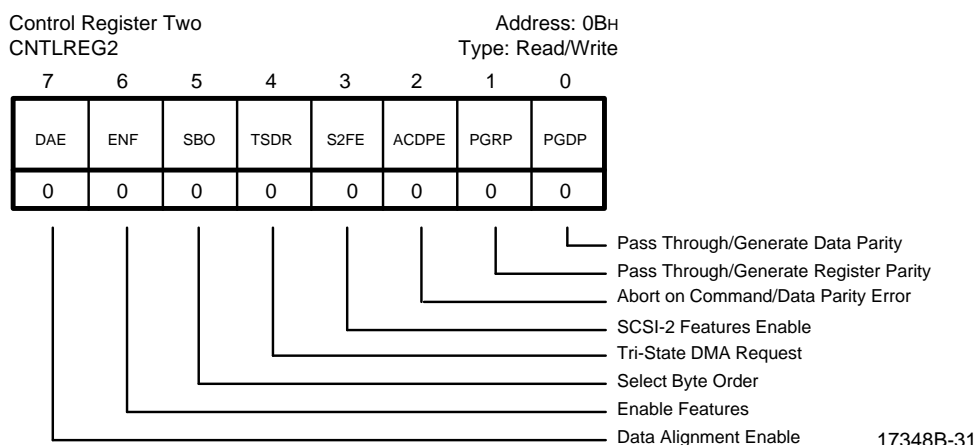 Control Register Two Address: 0BH
CNTLREG2 Type: Read/Write
7 6 5 4 3 2 1 0
DAE ENF SBO TSDR S2FE ACDPE PGRP PGDP
0 0 0 0 0 0 0 0
Pass Through/Generate Data Parity
Pass Through/Generate Register Parity
Abort on Command/Data Parity Error
SCSI-2 Features Enable
Tri-State DMA Request
Select Byte Order
Enable Features
Data Alignment Enable 17348B-31